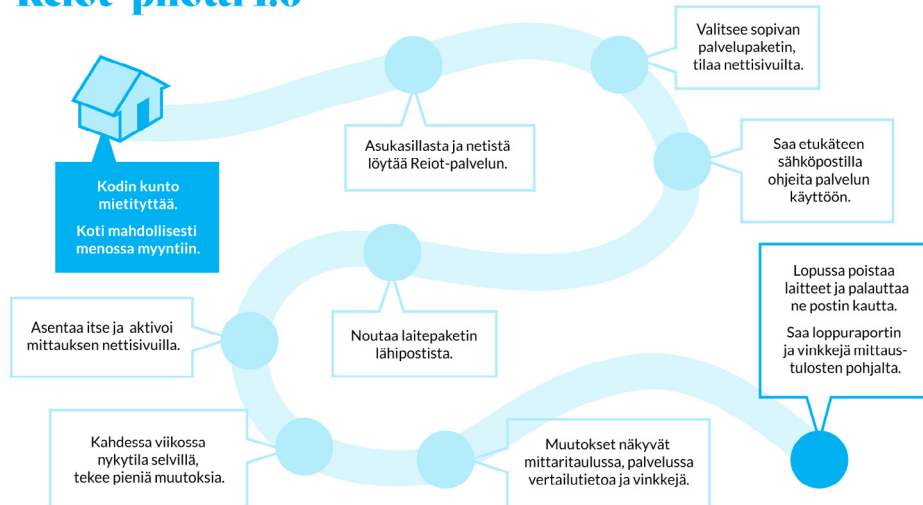 Kodin kunto
mietityttää.
Koti mahdollisesti
menossa myyntiin.
Asukasillasta ja netistä
löytää Reiot-palvelun.
Valitsee sopivan
palvelupaketin,
tilaa nettisivuilta.
Saa etukäteen
sähköpostilla
ohjeita palvelun
käyttöön.
Noutaa laitepaketin
lähipostista.
Asentaa itse ja aktivoi
mittauksen nettisivuilla.
Kahdessa viikossa
nykytila selvillä,
tekee pieniä muutoksia.
Muutokset näkyvät
mittaritaulussa, palvelussa
vertailutietoa ja vinkkejä.
Lopussa poistaa
laitteet ja palauttaa
ne postin kautta.
Saa loppuraportin
ja vinkkejä mittaus-
tulosten pohjalta.